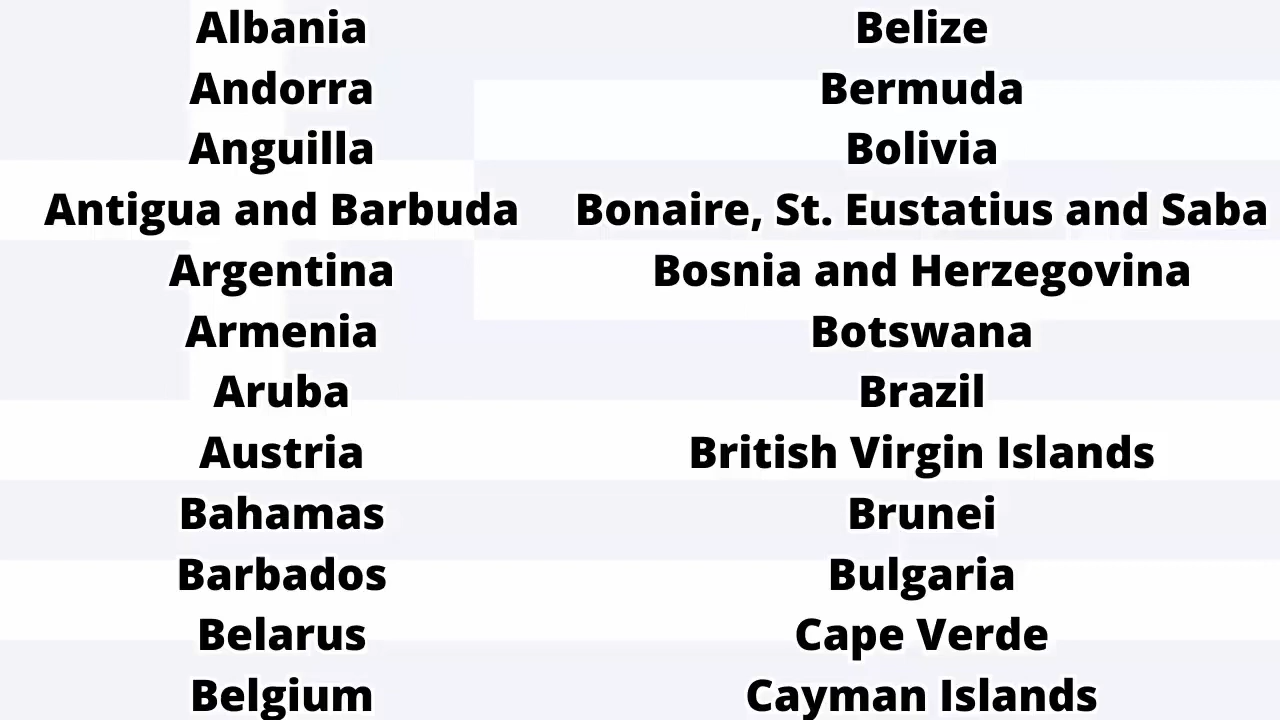 Albania
Andorra
Anguilla
Antigua and Barbuda
Argentina
Armenia
Aruba
Austria
Bahamas
Barbados
Belarus
Belgium
Belize
Bermuda
Bolivia
Bonaire, St. Eustatius and Saba
Bosnia and Herzegovina
Botswana
Brazil
British Virgin Islands
Brunei
Bulgaria
Cape Verde
Cayman Islands